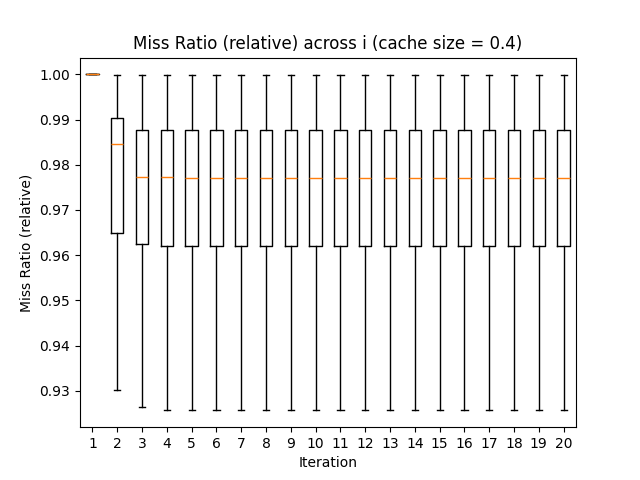 Miss Ratio (relative) across i (cache size = 0.4)
Miss Ratio (relative)
1.00
0.99
0.98
0.97
0.96
0.95
0.94
0.93
1 2 3 4 5 6 7 8 9 10 11 12 13 14 15 16 17 18 19 20
Iteration